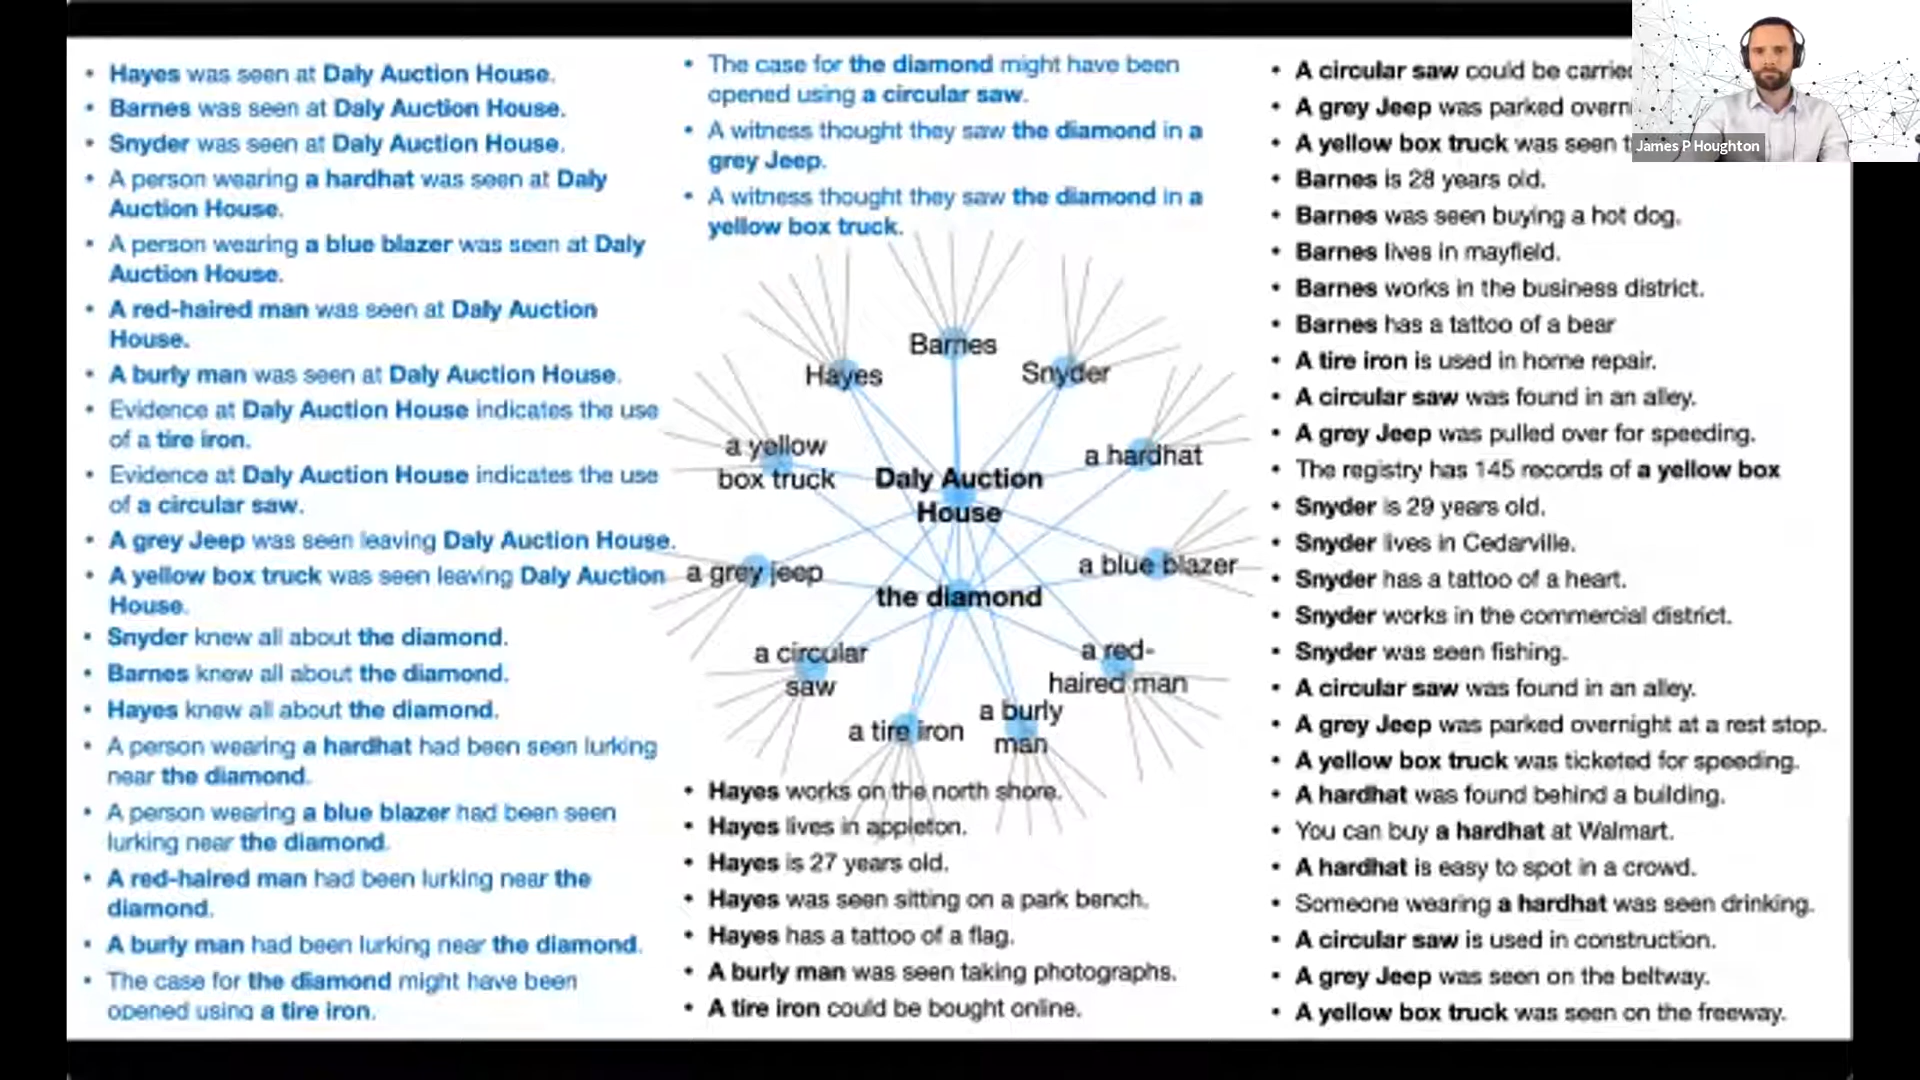 • Hayes was seen at Daly Auction House.
• Barnes was seen at Daly Auction House.
• Snyder was seen at Daly Auction House.
• A person wearing a hardhat was seen at Daly
Auction House.
• A person wearing a blue blazer was seen at Daly
Auction House.
• A red-haired man was seen at Daly Auction
House.
• A burly man was seen at Daly Auction House.
• Evidence at Daly Auction House indicates the use
of a tire iron.
• Evidence at Daly Auction House indicates the use
of a circular saw.
• A grey Jeep was seen leaving Daly Auction House.
• A yellow box truck was seen leaving Daly Auction
House.
• Snyder knew all about the diamond.
• Barnes knew all about the diamond.
• Hayes knew all about the diamond.
• A person wearing a hardhat had been seen lurking
near the diamond.
• A person wearing a blue blazer had been seen
lurking near the diamond.
• A red-haired man had been lurking near the
diamond.
• A burly man had been lurking near the diamond.
• The case for the diamond might have been
opened using a tire iron.
• The case for the diamond might have been
opened using a circular saw.
• A witness thought they saw the diamond in a
grey Jeep.
• A witness thought they saw the diamond in a
yellow box truck.
Barnes
Hayes
Snyder
a yellow
box truck
a hardhat
Daly Auction
House
a grey jeep
a blue blazer
the diamond
a circular
saw
a red-
haired man
a tire iron
a burly
man
• Hayes works on the north shore.
• Hayes lives in appleton.
• Hayes is 27 years old.
• Hayes was seen sitting on a park bench.
• Hayes has a tattoo of a flag.
• A burly man was seen taking photographs.
• A tire iron could be bought online.
• A circular saw could be carried
• A grey Jeep was parked overn
• A yellow box truck was seen t
• Barnes is 28 years old.
• Barnes was seen buying a hot dog.
• Barnes lives in mayfield.
• Barnes works in the business district.
• Barnes has a tattoo of a bear
• A tire iron is used in home repair.
• A circular saw was found in an alley.
• A grey Jeep was pulled over for speeding.
• The registry has 145 records of a yellow box
• Snyder is 29 years old.
• Snyder lives in Cedarville.
• Snyder has a tattoo of a heart.
• Snyder works in the commercial district.
• Snyder was seen fishing.
• A circular saw was found in an alley.
• A grey Jeep was parked overnight at a rest stop.
• A yellow box truck was ticketed for speeding.
• A hardhat was found behind a building.
• You can buy a hardhat at Walmart.
• A hardhat is easy to spot in a crowd.
• Someone wearing a hardhat was seen drinking.
• A circular saw is used in construction.
• A grey Jeep was seen on the beltway.
• A yellow box truck was seen on the freeway.
James P Houghton